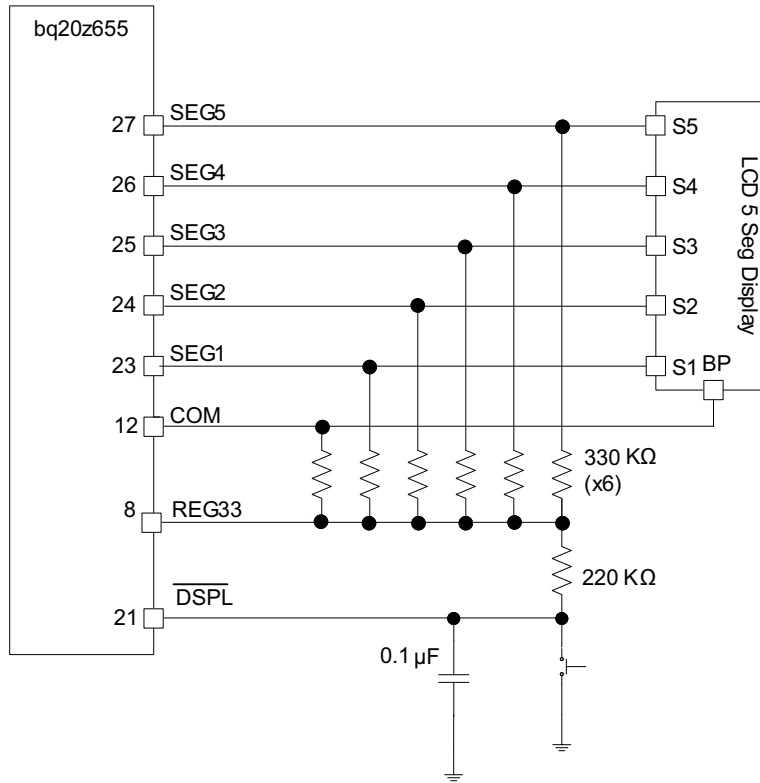 bq20z655
27 SEG5
S5
26 SEG4
S4
25 SEG3
S3
24 SEG2
S2
23 SEG1
S1 BP
LCD 5 Seg Display
12 COM
330 KΩ
(x6)
8 REG33
220 KΩ
21 DSPL
0.1 µF